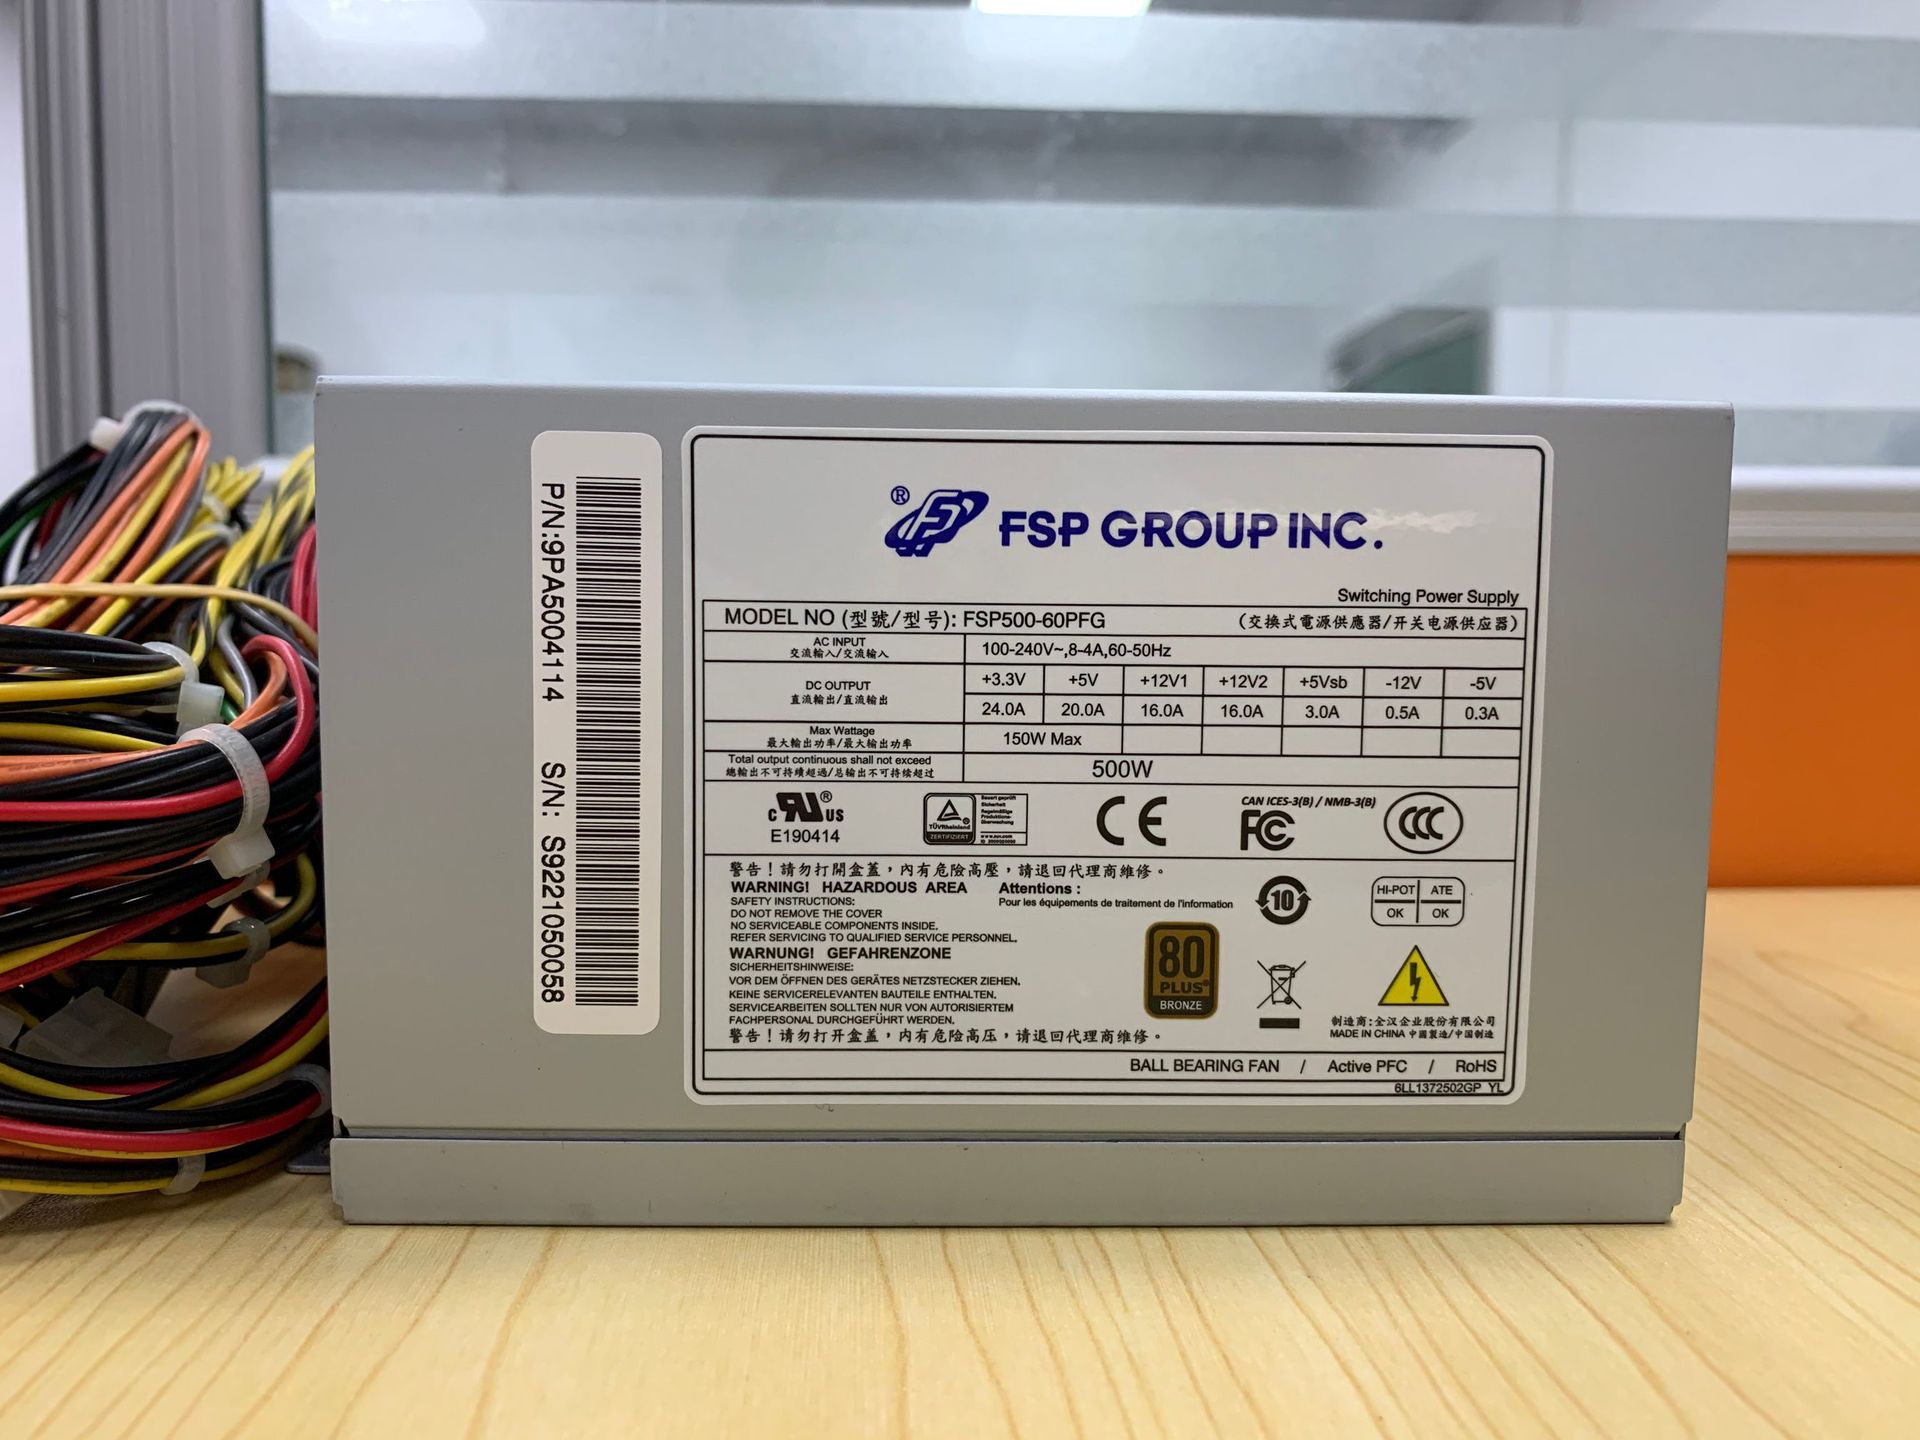 P/N:9PA5004114 S/N: S9221050058
® FSP GROUP INC.
Switching Power Supply
MODEL NO (型號/型号): FSP500-60PFG (交換式電源供應器/开关电源供应器)
AC INPUT
交流輸入/交流输入
100-240V~,8-4A,60-50Hz
DC OUTPUT
直流輸出/直流输出
+3.3V +5V +12V1 +12V2 +5Vsb -12V -5V
24.0A 20.0A 16.0A 16.0A 3.0A 0.5A 0.3A
Max Wattage
最大輸出功率/最大输出功率
150W Max
Total output continuous shall not exceed
總輸出不可持續超過/总输出不可持续超过
500W
c RU ® US
E190414
TÜVRheinland
ZERTIFIZIERT
Bauart geprüft
Sicherheit
Regelmäßige
Produktions-
überwachung
www.tuv.com
CE
CAN ICES-3(B) / NMB-3(B)
FC
CCC
警告！請勿打開盒蓋，內有危險高壓，請退回代理商維修。
WARNING! HAZARDOUS AREA
SAFETY INSTRUCTIONS:
DO NOT REMOVE THE COVER
NO SERVICEABLE COMPONENTS INSIDE.
REFER SERVICING TO QUALIFIED SERVICE PERSONNEL.
WARNUNG! GEFAHRENZONE
SICHERHEITSHINWEISE:
VOR DEM ÖFFNEN DES GERÄTES NETZSTECKER ZIEHEN.
KEINE SERVICERELEVANTEN BAUTEILE ENTHALTEN.
SERVICEARBEITEN SOLLTEN NUR VON AUTORISIERTEM
FACHPERSONAL DURCHGEFÜHRT WERDEN.
警告！请勿打开盒蓋，内有危险高压，请退回代理商维修。
Attentions :
Pour les équipements de traitement de l'information
10
HI-POT ATE
OK OK
80
PLUS®
BRONZE
制造商:全汉企业股份有限公司
MADE IN CHINA 中國製造/中国制造
BALL BEARING FAN / Active PFC / RoHS
6LL1372502GP YL